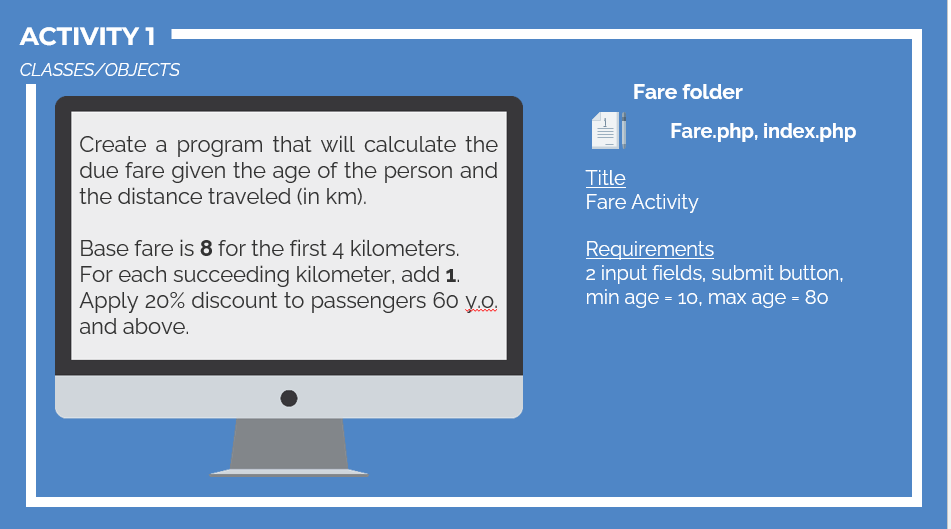 ACTIVITY 1
CLASSES/OBJECTS
Create a program that will calculate the
due fare given the age of the person and
the distance traveled (in km).
Base fare is 8 for the first 4 kilometers.
For each succeeding kilometer, add 1.
Apply 20% discount to passengers 60 y.o.
and above.
Fare folder
Fare.php, index.php
Title
Fare Activity
Requirements
2 input fields, submit button,
min age = 10, max age = 80